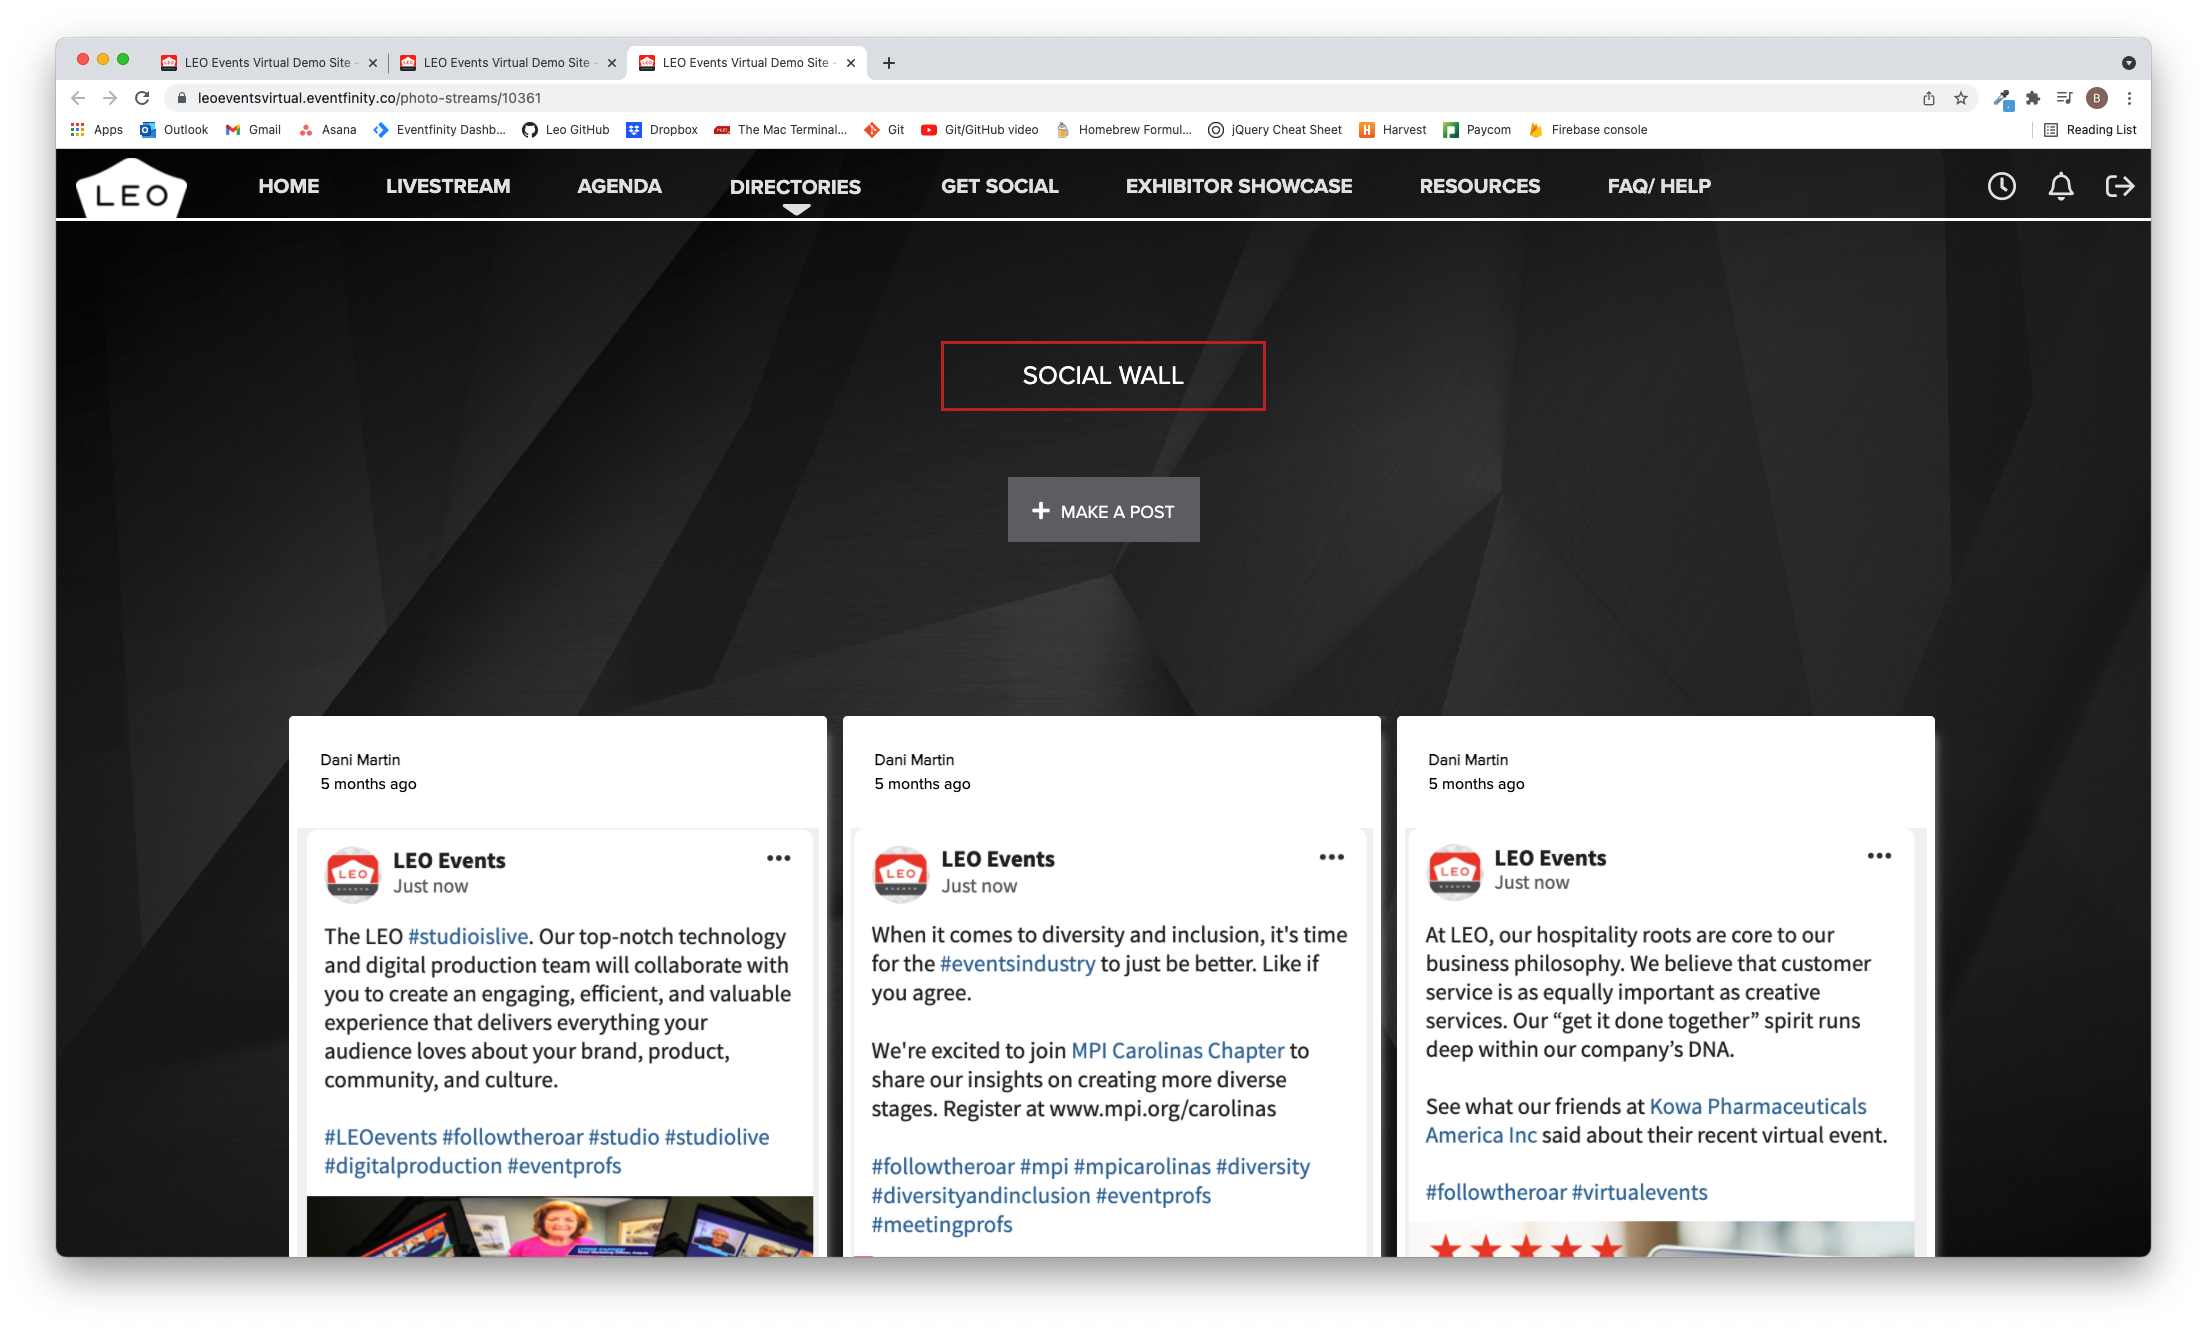 LEO Events Virtual Demo Site -
LEO Events Virtual Demo Site -
LEO Events Virtual Demo Site -
leoeventsvirtual.eventfinity.co/photo-streams/10361
B
Apps
Outlook
Gmail
Asana
Eventfinity Dashb...
Leo GitHub
Dropbox
The Mac Terminal...
Git
Git/GitHub video
Homebrew Formul...
jQuery Cheat Sheet
Harvest
Paycom
Firebase console
Reading List
LEO
HOME
LIVESTREAM
AGENDA
DIRECTORIES
GET SOCIAL
EXHIBITOR SHOWCASE
RESOURCES
FAQ/ HELP
SOCIAL WALL
+ MAKE A POST
Dani Martin
5 months ago
LEO
EVENTS
LEO Events
Just now
The LEO #studioislive. Our top-notch technology
and digital production team will collaborate with
you to create an engaging, efficient, and valuable
experience that delivers everything your
audience loves about your brand, product,
community, and culture.
#LEOevents #followtheroar #studio #studiolive
#digitalproduction #eventprofs
Dani Martin
5 months ago
LEO
EVENTS
LEO Events
Just now
When it comes to diversity and inclusion, it's time
for the #eventsindustry to just be better. Like if
you agree.
We're excited to join MPI Carolinas Chapter to
share our insights on creating more diverse
stages. Register at www.mpi.org/carolinas
#followtheroar #mpi #mpicarolinas #diversity
#diversityandinclusion #eventprofs
#meetingprofs
Dani Martin
5 months ago
LEO
EVENTS
LEO Events
Just now
At LEO, our hospitality roots are core to our
business philosophy. We believe that customer
service is as equally important as creative
services. Our “get it done together” spirit runs
deep within our company’s DNA.
See what our friends at Kowa Pharmaceuticals
America Inc said about their recent virtual event.
#followtheroar #virtualevents